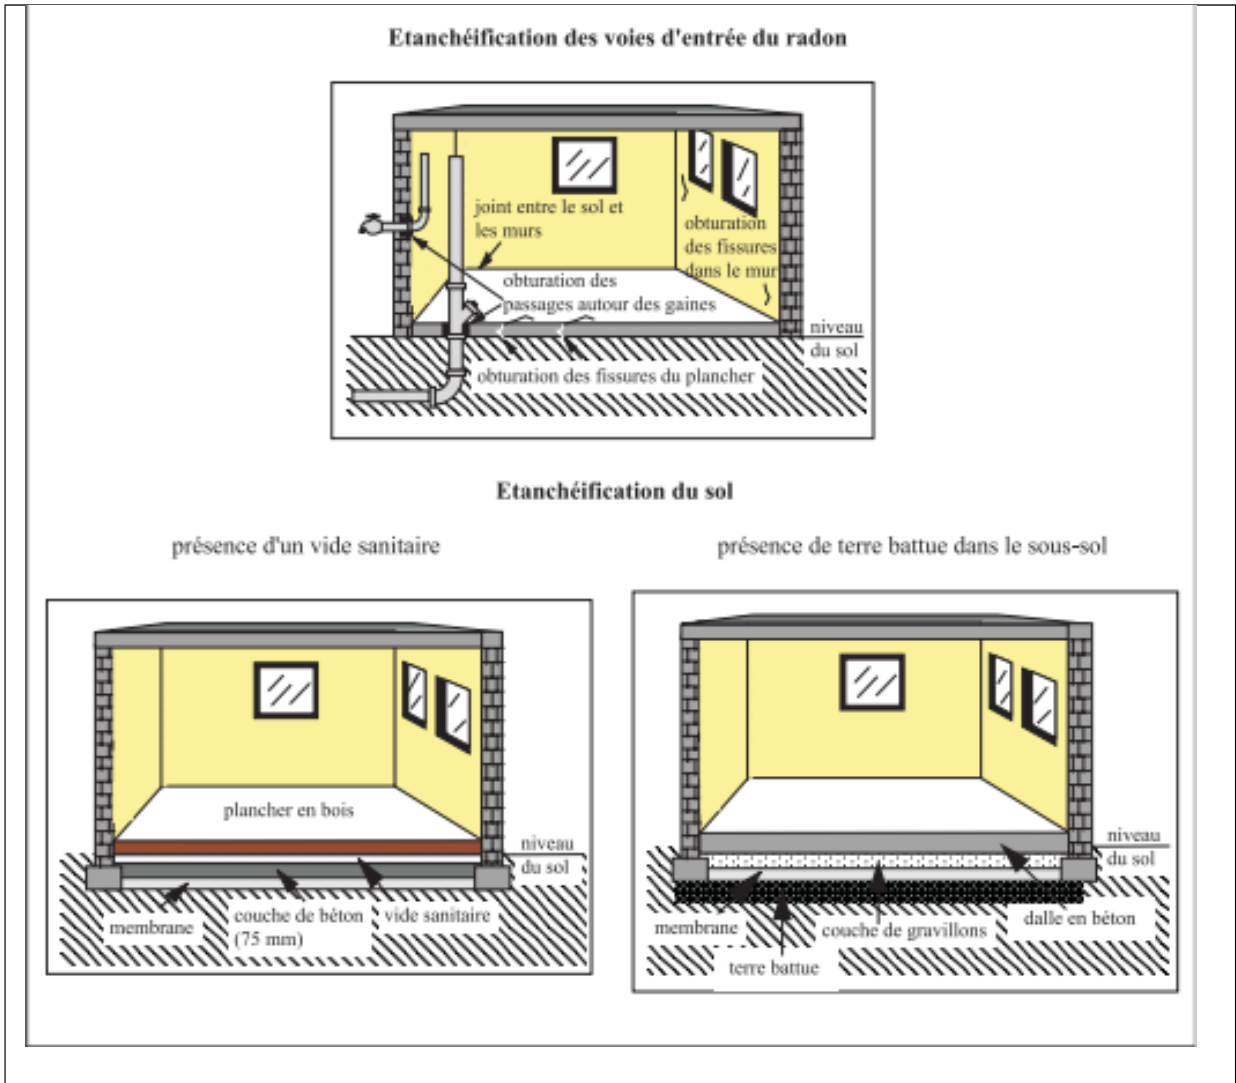 Etanchéification des voies d'entrée du radon
joint entre le sol et
les murs
obturation
des fissures
dans le mur
obturation des
passages autour des gaines
niveau
du sol
obturation des fissures du plancher
Etanchéification du sol
présence d'un vide sanitaire
plancher en bois
niveau
du sol
membrane
couche de béton
(75 mm)
vide sanitaire
présence de terre battue dans le sous-sol
niveau
du sol
membrane
couche de gravillons
dalle en béton
terre battue